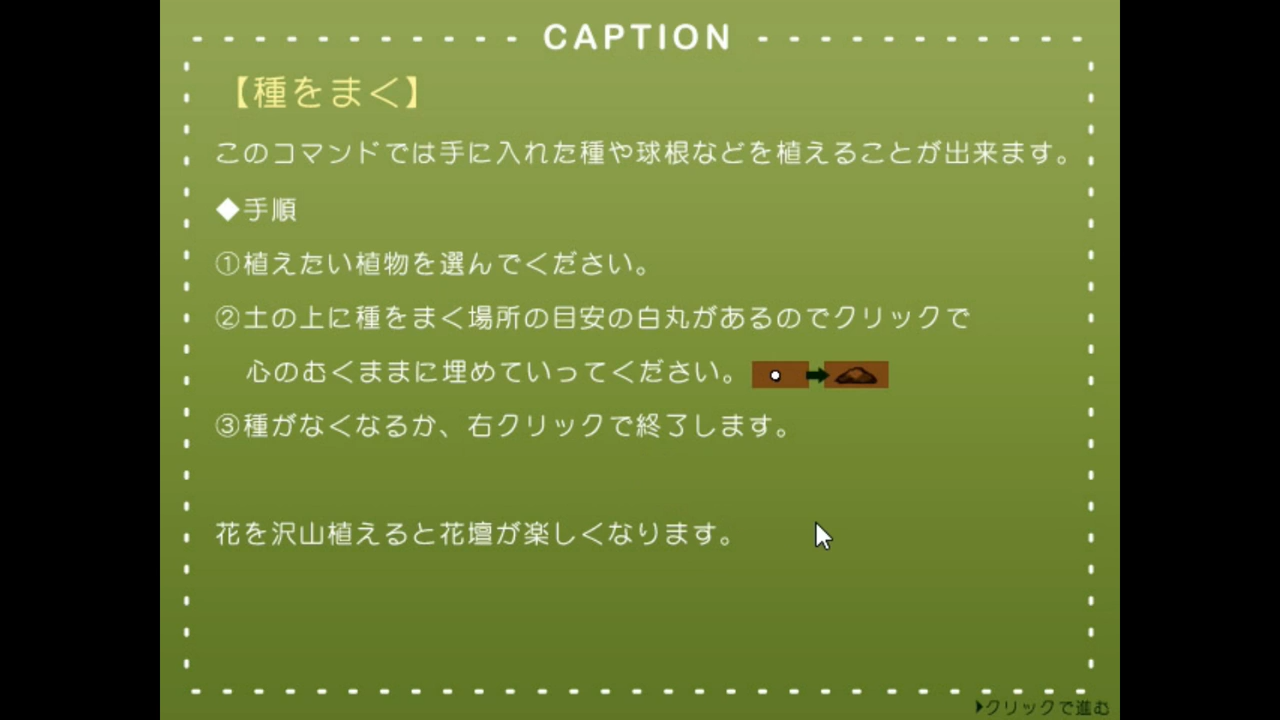 CAPTION
【種をまく】
このコマンドでは手に入れた種や球根などを植えることが出来ます。
◆手順
①植えたい植物を選んでください。
②土の上に種をまく場所の目安の白丸があるのでクリックで
心のむくままに埋めていってください。
③種がなくなるか、右クリックで終了します。
花を沢山植えると花壇が楽しくなります。
クリックで進む